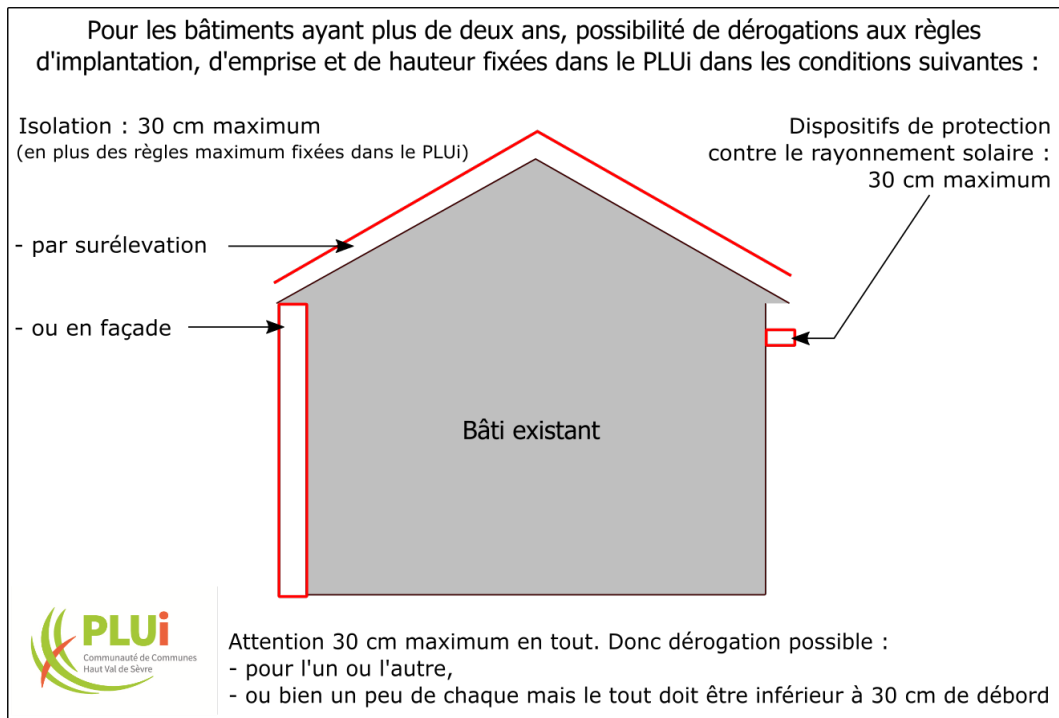 Pour les bâtiments ayant plus de deux ans, possibilité de dérogations aux règles
d'implantation, d'emprise et de hauteur fixées dans le PLUi dans les conditions suivantes :
Isolation : 30 cm maximum
(en plus des règles maximum fixées dans le PLUi)
Dispositifs de protection
contre le rayonnement solaire :
30 cm maximum
- par surélevation
- ou en façade
Bâti existant
PLUi
Communauté de Communes
Haut Val de Sèvre
Attention 30 cm maximum en tout. Donc dérogation possible :
- pour l'un ou l'autre,
- ou bien un peu de chaque mais le tout doit être inférieur à 30 cm de débord